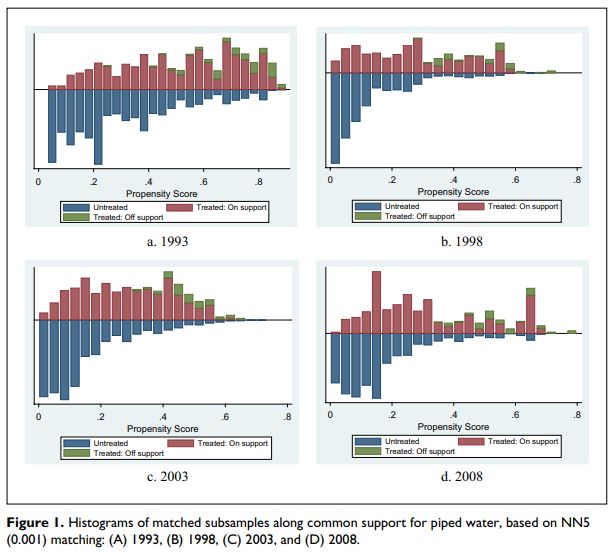 0 .2 .4 .6 .8
Propensity Score
Untreated Treated: On support
Treated: Off support
a. 1993
0 .2 .4 .6 .8
Propensity Score
Untreated Treated: On support
Treated: Off support
b. 1998
0 .2 .4 .6 .8
Propensity Score
Untreated Treated: On support
Treated: Off support
c. 2003
0 .2 .4 .6 .8
Propensity Score
Untreated Treated: On support
Treated: Off support
d. 2008
Figure 1. Histograms of matched subsamples along common support for piped water, based on NN5
(0.001) matching: (A) 1993, (B) 1998, (C) 2003, and (D) 2008.